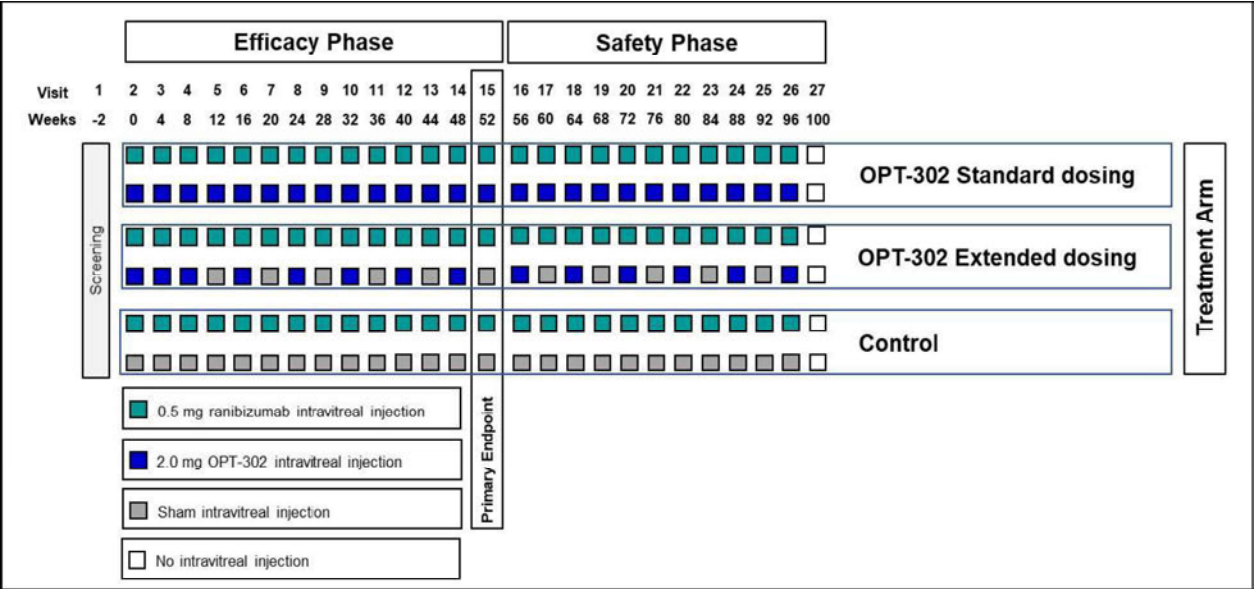 Efficacy Phase Safety Phase
Visit 1 2 3 4 5 6 7 8 9 10 11 12 13 14 15 16 17 18 19 20 21 22 23 24 25 26 27
Weeks -2 0 4 8 12 16 20 24 28 32 36 40 44 48 52 56 60 64 68 72 76 80 84 88 92 96 100
Screening
OPT-302 Standard dosing
OPT-302 Extended dosing
Control
Treatment Arm
0.5 mg ranibizumab intravitreal injection
2.0 mg OPT-302 intravitreal injection
Sham intravitreal injection
No intravitreal injection
Primary Endpoint